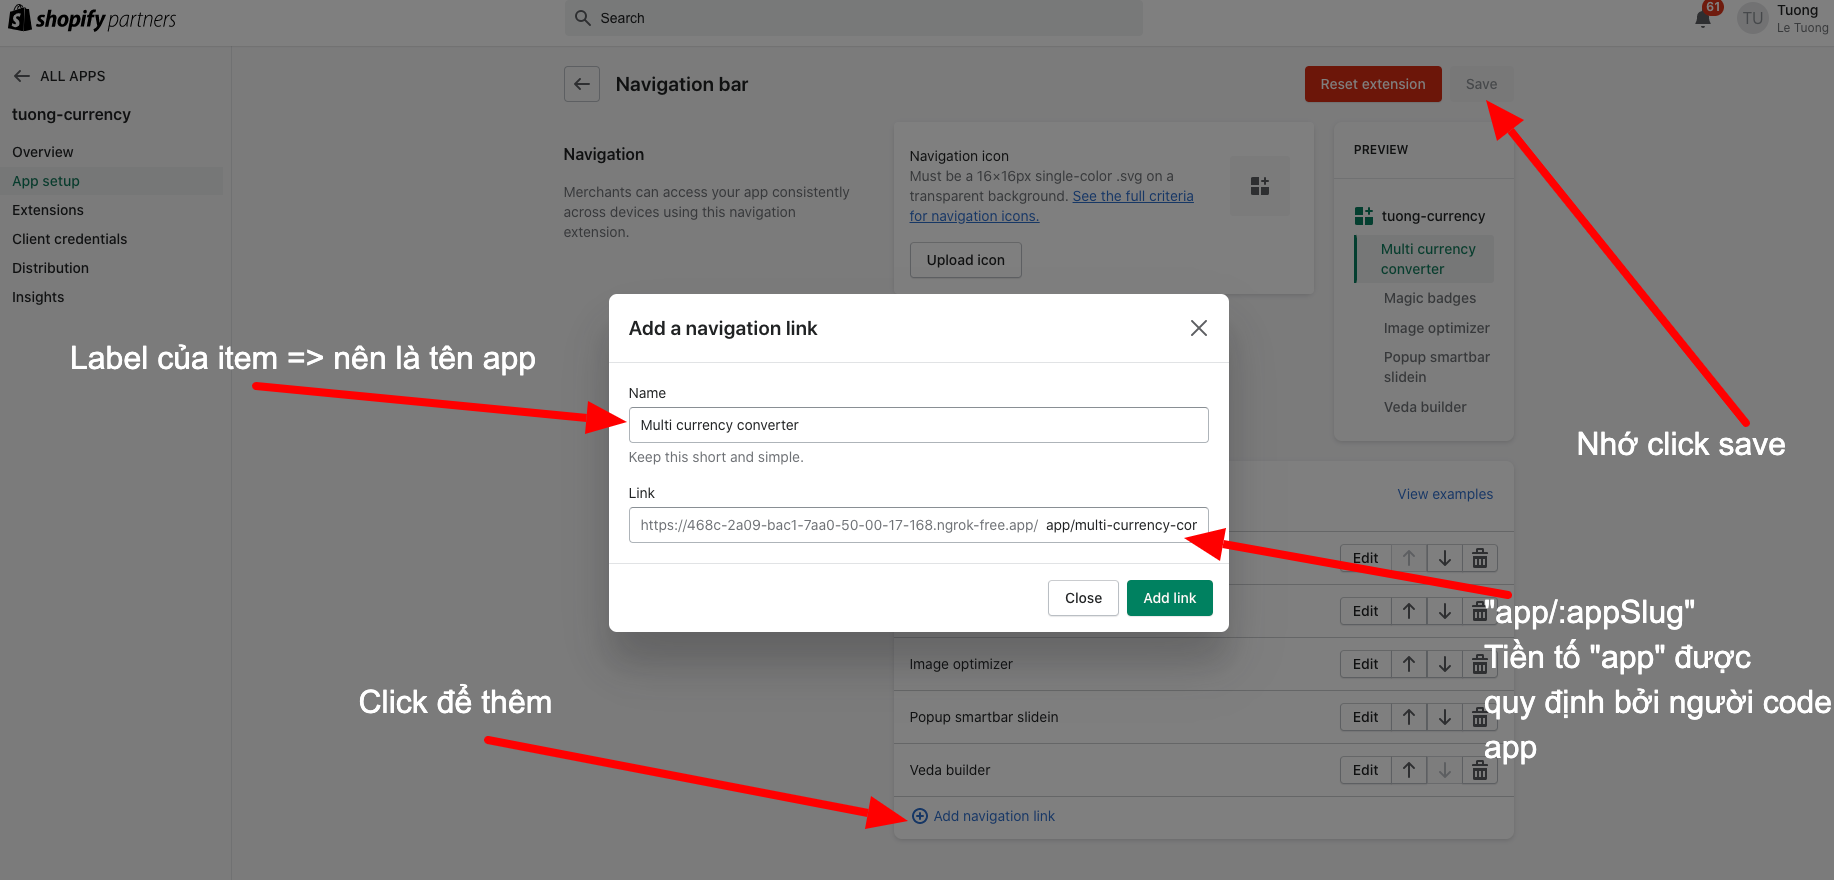 shopify partners
Search
61
TU
Tuong
Le Tuong
ALL APPS
tuong-currency
Overview
App setup
Extensions
Client credentials
Distribution
Insights
Navigation bar
Reset extension
Save
Navigation
Merchants can access your app consistently
across devices using this navigation
extension.
Navigation icon
Must be a 16×16px single-color .svg on a
transparent background. See the full criteria
for navigation icons.
Upload icon
PREVIEW
tuong-currency
Multi currency
converter
Magic badges
Image optimizer
Popup smartbar
slidein
Veda builder
Label của item => nên là tên app
Add a navigation link
Name
Multi currency converter
Keep this short and simple.
Link
https://468c-2a09-bac1-7aa0-50-00-17-168.ngrok-free.app/ app/multi-currency-cor
Close
Add link
Nhớ click save
View examples
Edit
Edit
Image optimizer
Edit
Popup smartbar slidein
Edit
Veda builder
Edit
Add navigation link
"app/:appSlug"
Tiền tố "app" được
quy định bởi người code
app
Click để thêm